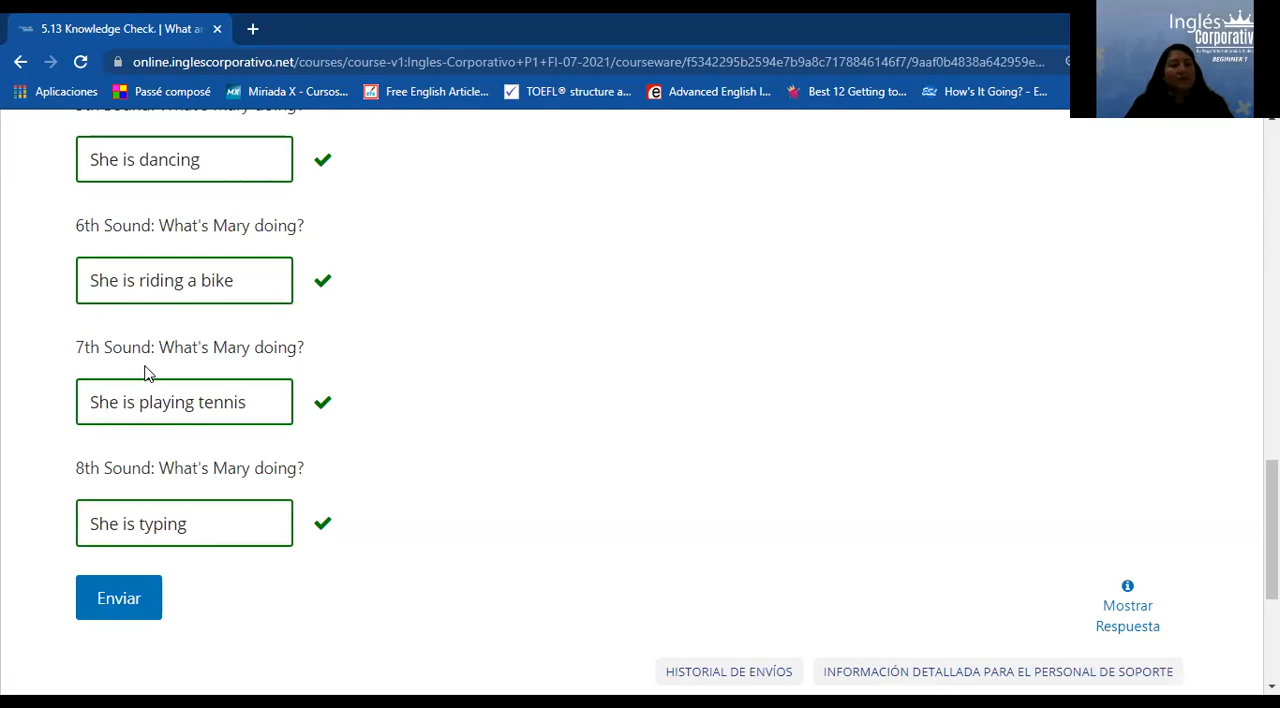 5.13 Knowledge Check. | What a
online.inglescorporativo.net/courses/course-v1:Ingles-Corporativo+P1+FI-07-2021/courseware/f5342295b2594e7b9a8c7178846146f7/9aaf0b4838a642959e...
Aplicaciones
Passé composé
Miriada X - Cursos...
Free English Article...
TOEFL® structure a...
Advanced English I...
Best 12 Getting to...
How's It Going? - E...
Inglés
Corporativ
BEGINNER 1
She is dancing
6th Sound: What's Mary doing?
She is riding a bike
7th Sound: What's Mary doing?
She is playing tennis
8th Sound: What's Mary doing?
She is typing
Enviar
Mostrar
Respuesta
HISTORIAL DE ENVÍOS
INFORMACIÓN DETALLADA PARA EL PERSONAL DE SOPORTE